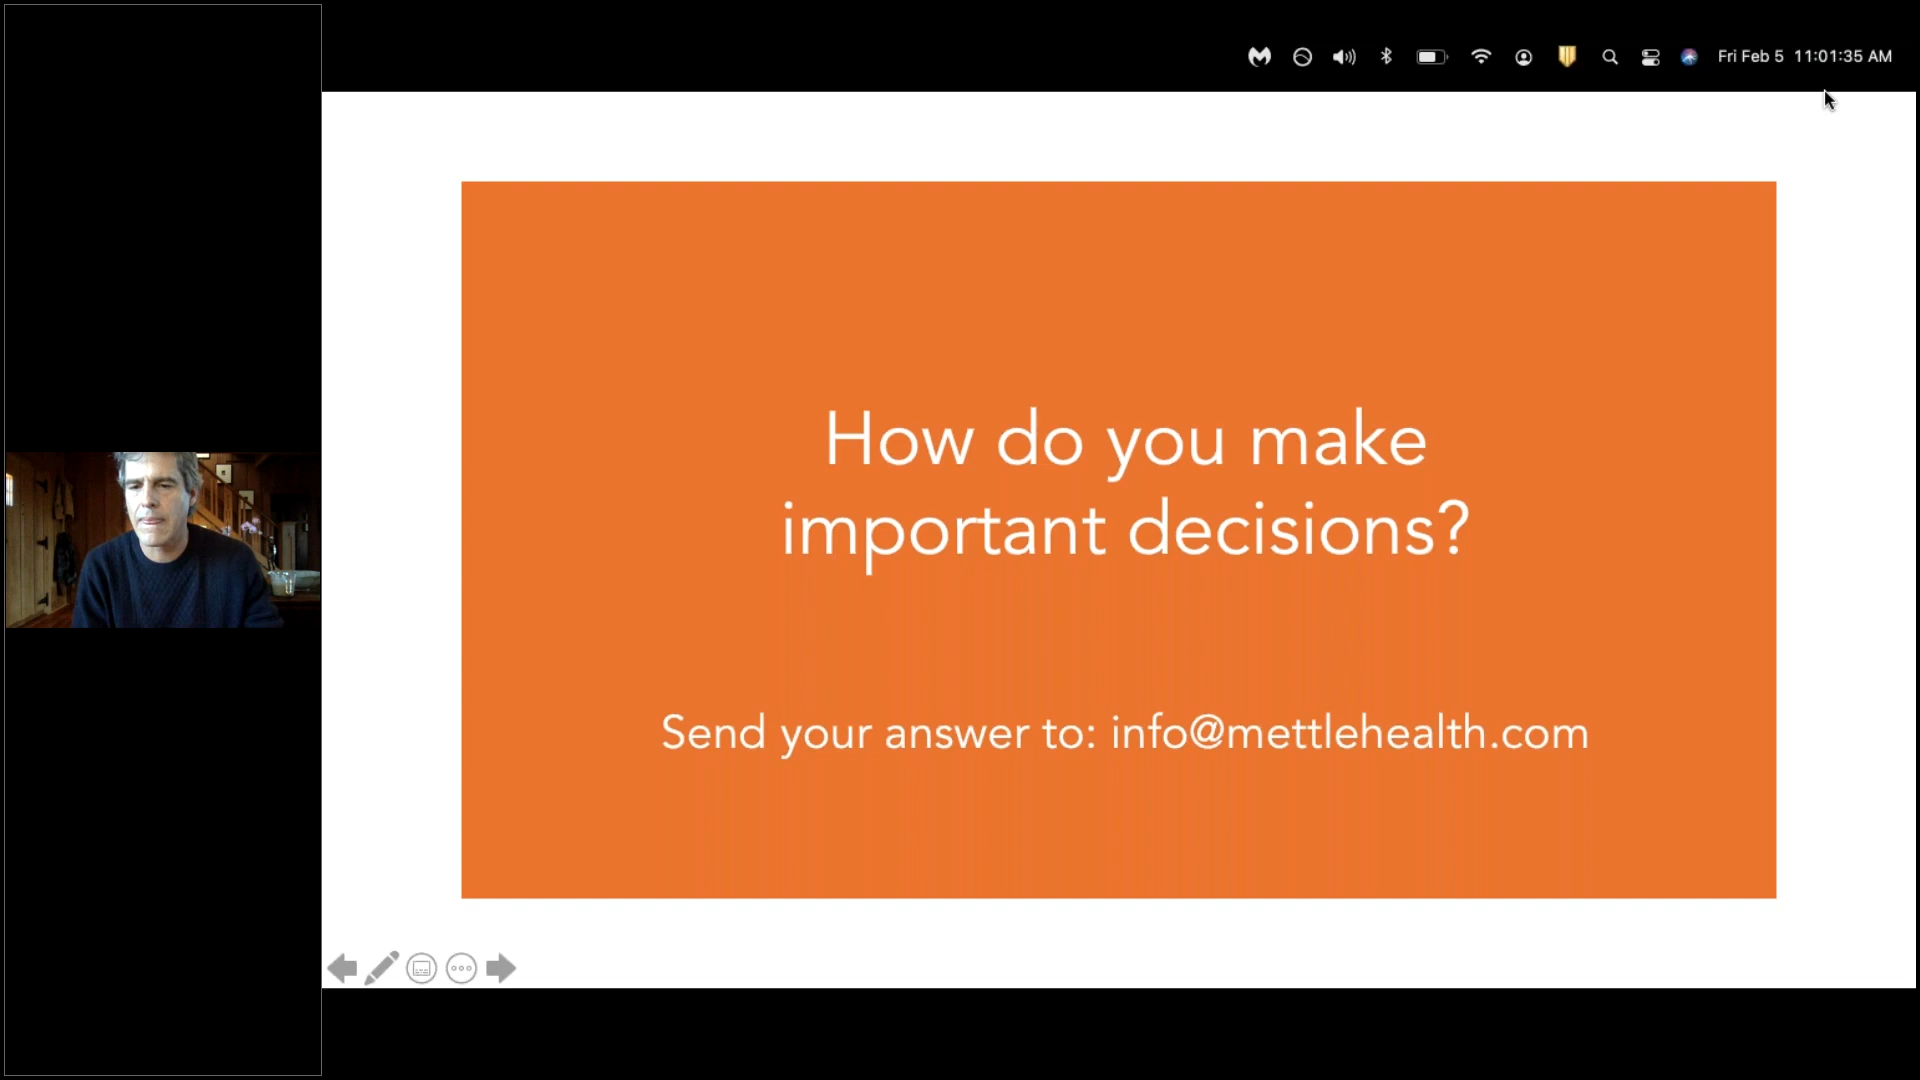 Fri Feb 5 11:01:35 AM
How do you make
important decisions?
Send your answer to: info@mettlehealth.com